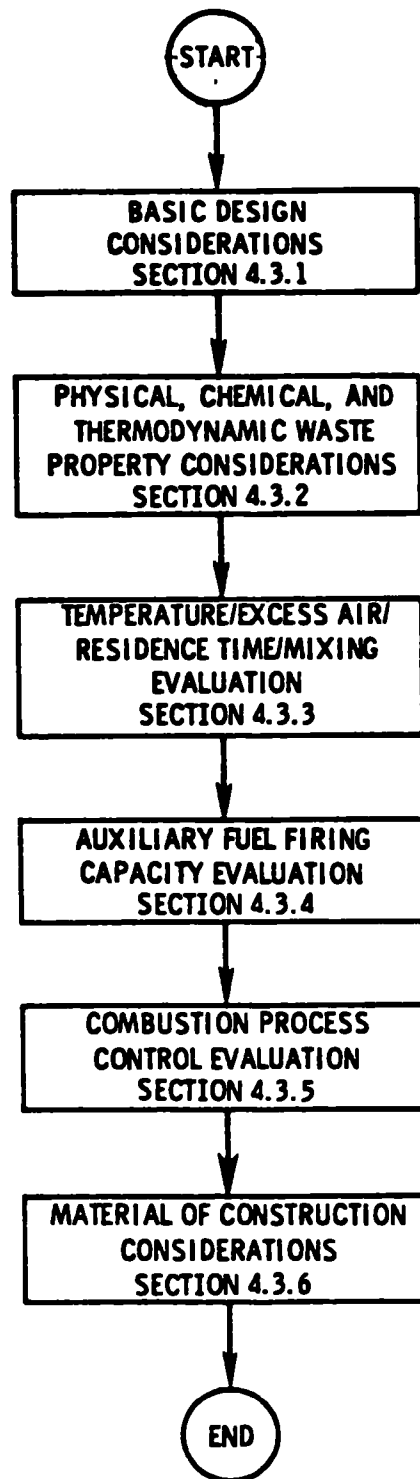 START
BASIC DESIGN
CONSIDERATIONS
SECTION 4.3.1
PHYSICAL, CHEMICAL, AND
THERMODYNAMIC WASTE
PROPERTY CONSIDERATIONS
SECTION 4.3.2
TEMPERATURE/EXCESS AIR/
RESIDENCE TIME/MIXING
EVALUATION
SECTION 4.3.3
AUXILIARY FUEL FIRING
CAPACITY EVALUATION
SECTION 4.3.4
COMBUSTION PROCESS
CONTROL EVALUATION
SECTION 4.3.5
MATERIAL OF CONSTRUCTION
CONSIDERATIONS
SECTION 4.3.6
END